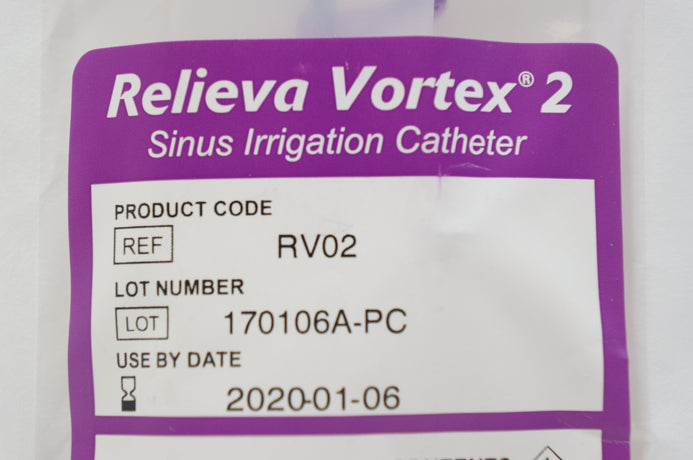 Relieva Vortex® 2
Sinus Irrigation Catheter
PRODUCT CODE
REF RV02
LOT NUMBER
LOT 170106A-PC
USE BY DATE
2020-01-06
CONTENTS